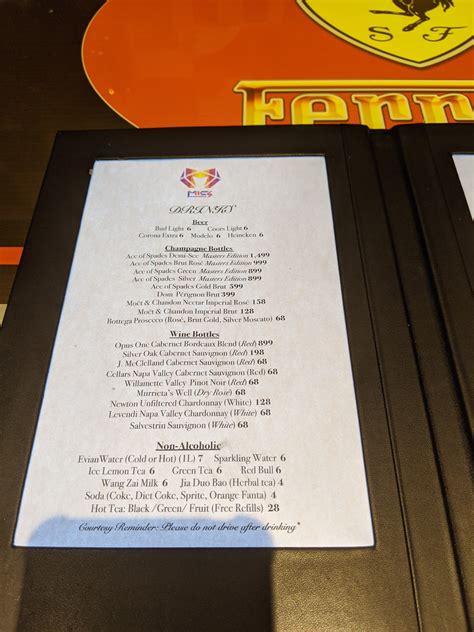 S F
Ferr
MICS
DRINKS
Beer
Bud Light 6 Coors Light 6
Corona Extra 6 Modelo 6 Heineken 6
Champagne Bottles
Ace of Spades Demi-Sec Masters Edition 1,499
Ace of Spades Brut Rosé Masters Edition 999
Ace of Spades Green Masters Edition 899
Ace of Spades Silver Masters Edition 899
Ace of Spades Gold Brut 599
Dom Pérignon Brut 399
Moët & Chandon Nectar Imperial Rosé 158
Moët & Chandon Imperial Brut 128
Bottega Prosecco (Rosé, Brut Gold, Silver Moscato) 68
Wine Bottles
Opus One Cabernet Bordeaux Blend (Red) 899
Silver Oak Cabernet Sauvignon (Red) 198
J. McClelland Cabernet Sauvignon (Red) 68
Cellars Napa Valley Cabernet Sauvignon (Red) 68
Willamette Valley Pinot Noir (Red) 68
Murrieta's Well (Dry Rose) 68
Newton Unfiltered Chardonnay (White) 128
Levendi Napa Valley Chardonnay (White) 68
Salvestrin Sauvignon (White) 68
Non-Alcoholic
EvianWater (Cold or Hot) (1L) 7 Sparkling Water 6
Ice Lemon Tea 6 Green Tea 6 Red Bull 6
Wang Zai Milk 6 Jia Duo Bao (Herbal tea) 4
Soda (Coke, Diet Coke, Sprite, Orange Fanta) 4
Hot Tea: Black /Green/ Fruit (Free Refills) 28
Courtesy Reminder: Please do not drive after drinking*